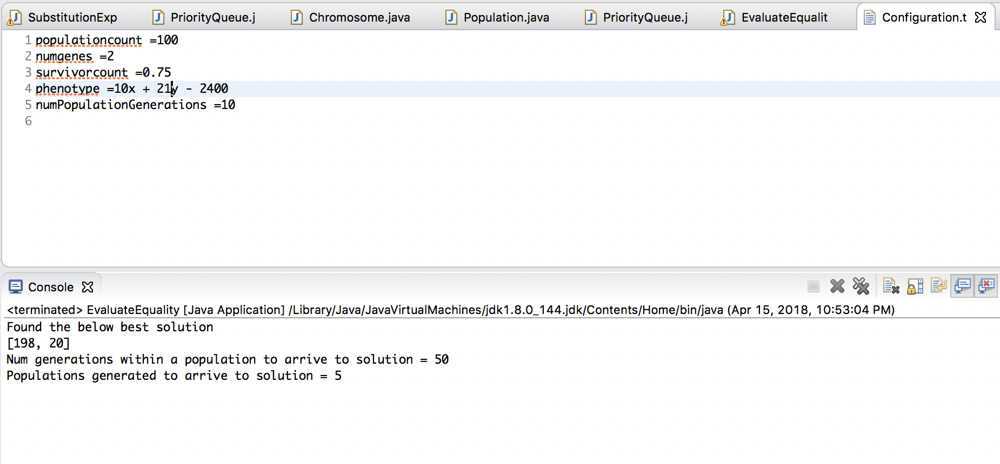 SubstitutionExp PriorityQueue.j Chromosome.java Population.java PriorityQueue.j EvaluateEqualit Configuration.t
1 populationcount =100
2 numgenes =2
3 survivorcount =0.75
4 phenotype =10x + 21y - 2400
5 numPopulationGenerations =10
6
Console
<terminated> EvaluateEquality [Java Application] /Library/Java/JavaVirtualMachines/jdk1.8.0_144.jdk/Contents/Home/bin/java (Apr 15, 2018, 10:53:04 PM)
Found the below best solution
[198, 20]
Num generations within a population to arrive to solution = 50
Populations generated to arrive to solution = 5